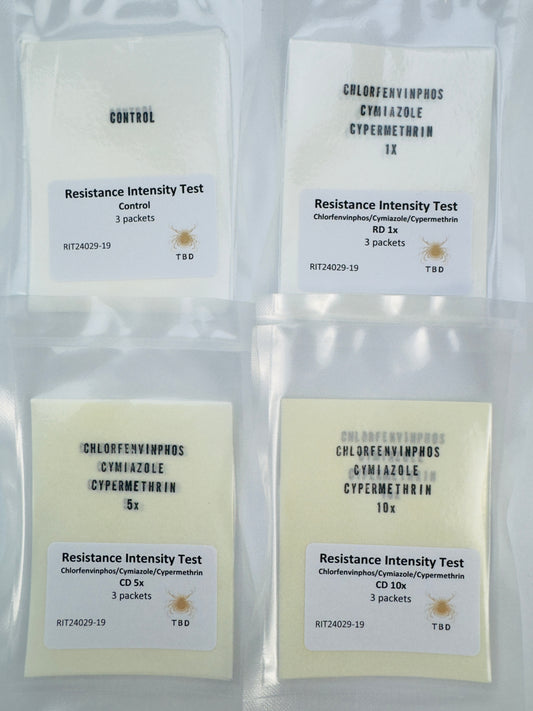 CONTROL
Resistance Intensity Test
Control
3 packets
RIT24029-19
TBD
CHLORFENVINPHOS
CYMIAZOLE
CYPERMETHRIN
1X
Resistance Intensity Test
Chlorfenvinphos/Cymiazole/Cypermethrin
RD 1x
3 packets
RIT24029-19
TBD
CHLORFENVINPHOS
CYMIAZOLE
CYPERMETHRIN
5x
Resistance Intensity Test
Chlorfenvinphos/Cymiazole/Cypermethrin
CD 5x
3 packets
RIT24029-19
TBD
CHLORFENVINPHOS
CYMIAZOLE
CYPERMETHRIN
10x
Resistance Intensity Test
Chlorfenvinphos/Cymiazole/Cypermethrin
CD 10x
3 packets
RIT24029-19
TBD